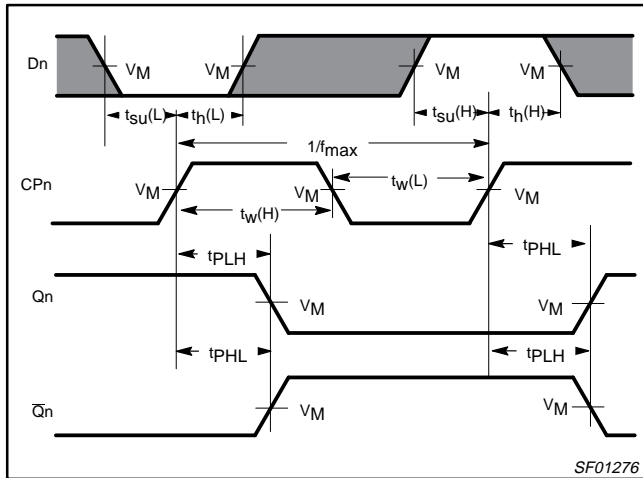 Dn
VM VM VM VM
tsu(L) th(L) tsu(H) th(H)
1/fmax
CPn
VM VM tw(L) VM
tw(H)
tPLH tPHL
Qn
VM VM
tPHL tPLH
Q̅n
VM VM
SF01276